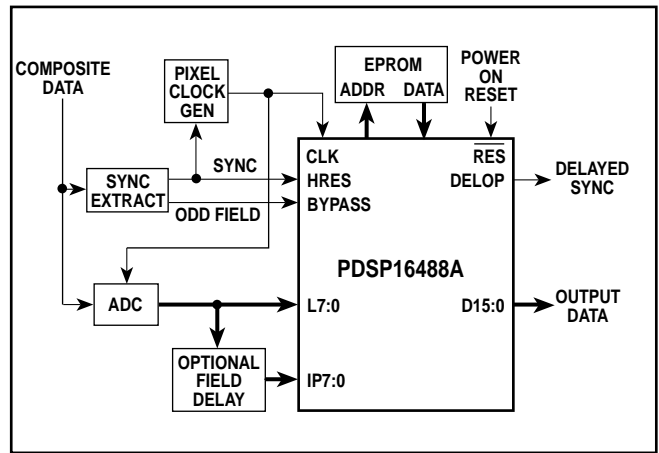 COMPOSITE
DATA
PIXEL
CLOCK
GEN
EPROM
ADDR DATA
POWER
ON
RESET
SYNC
EXTRACT
SYNC
ODD FIELD
CLK
HRES
BYPASS
RES
DELOP
DELAYED
SYNC
PDSP16488A
ADC
L7:0
D15:0
OUTPUT
DATA
OPTIONAL
FIELD
DELAY
IP7:0